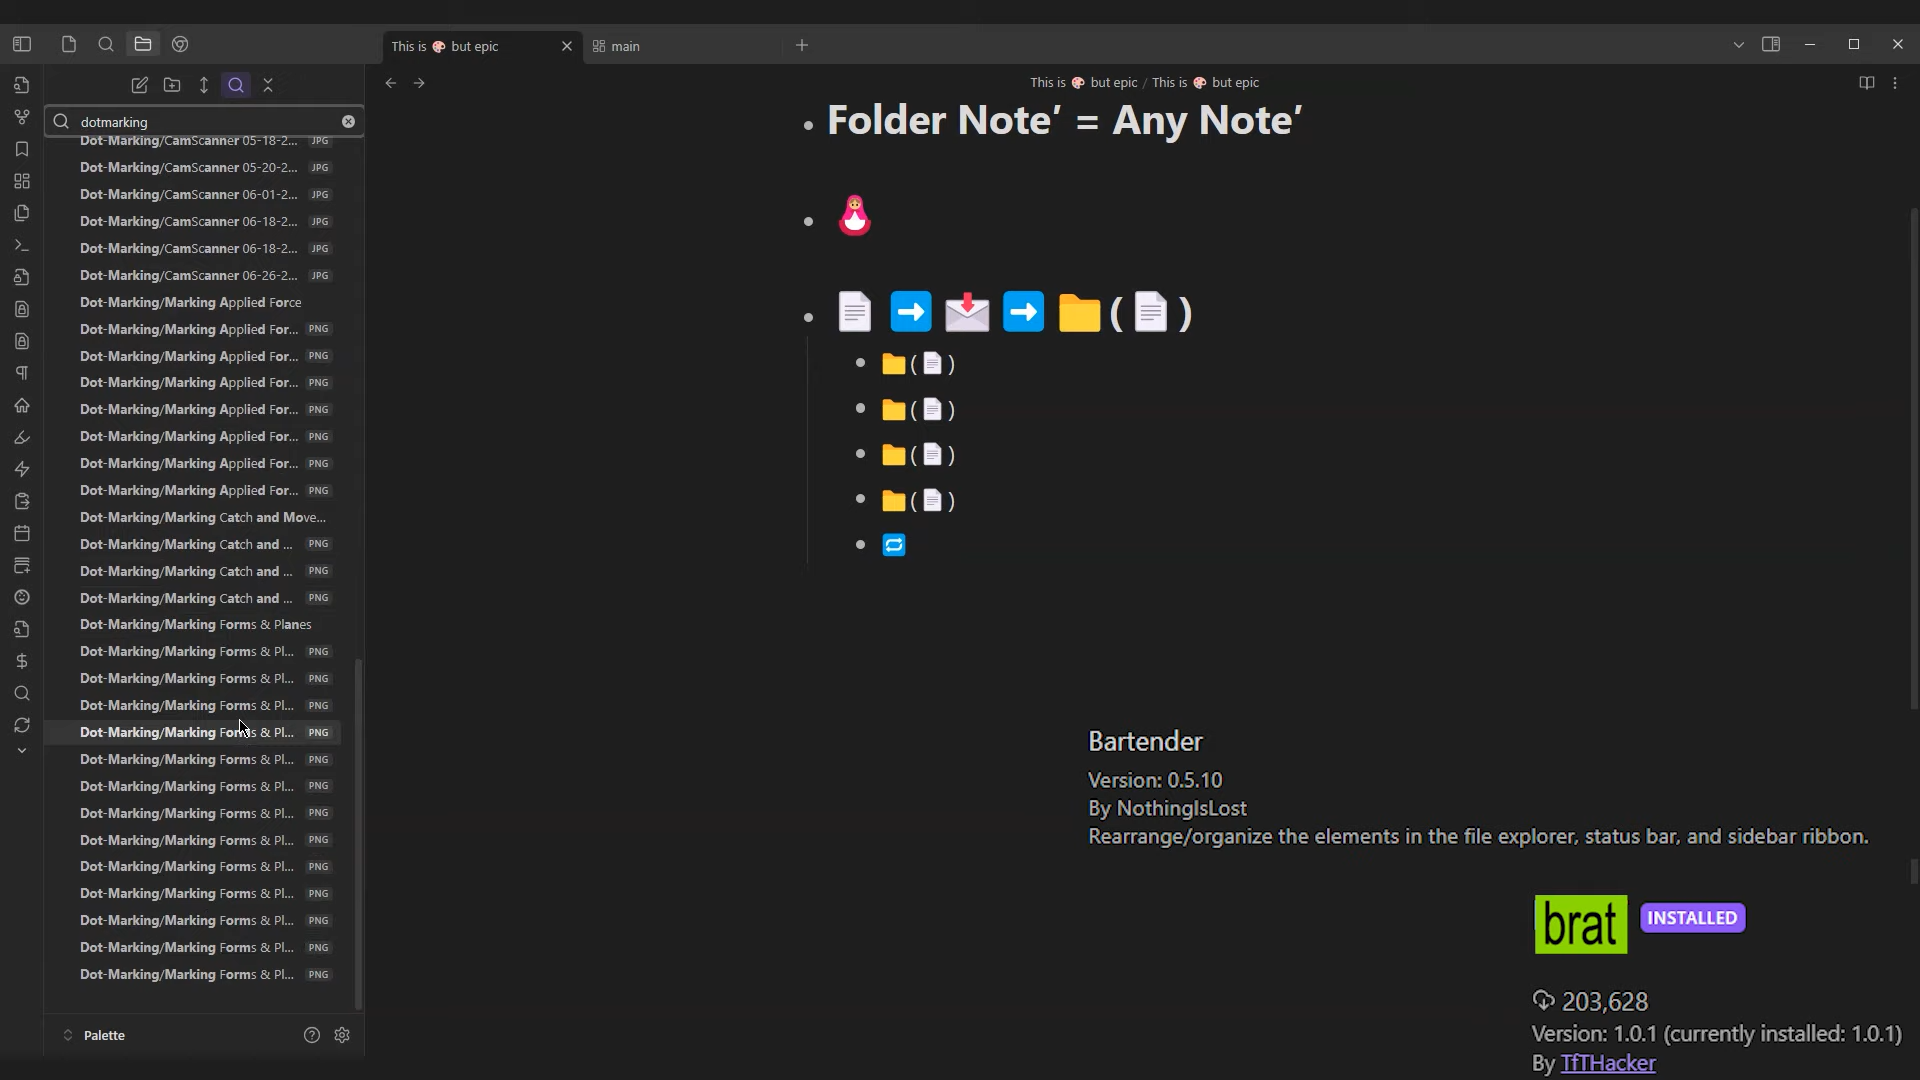 This is 🎨 but epic
main
This is 🎨 but epic / This is 🎨 but epic
dotmarking
Dot-Marking/CamScanner 05-18-2... JPG
Dot-Marking/CamScanner 05-20-2... JPG
Dot-Marking/CamScanner 06-01-2... JPG
Dot-Marking/CamScanner 06-18-2... JPG
Dot-Marking/CamScanner 06-18-2... JPG
Dot-Marking/CamScanner 06-26-2... JPG
Dot-Marking/Marking Applied Force
Dot-Marking/Marking Applied For... PNG
Dot-Marking/Marking Applied For... PNG
Dot-Marking/Marking Applied For... PNG
Dot-Marking/Marking Applied For... PNG
Dot-Marking/Marking Applied For... PNG
Dot-Marking/Marking Applied For... PNG
Dot-Marking/Marking Applied For... PNG
Dot-Marking/Marking Catch and Move...
Dot-Marking/Marking Catch and ... PNG
Dot-Marking/Marking Catch and ... PNG
Dot-Marking/Marking Catch and ... PNG
Dot-Marking/Marking Forms & Planes
Dot-Marking/Marking Forms & Pl... PNG
Dot-Marking/Marking Forms & Pl... PNG
Dot-Marking/Marking Forms & Pl... PNG
Dot-Marking/Marking Forms & Pl... PNG
Dot-Marking/Marking Forms & Pl... PNG
Dot-Marking/Marking Forms & Pl... PNG
Dot-Marking/Marking Forms & Pl... PNG
Dot-Marking/Marking Forms & Pl... PNG
Dot-Marking/Marking Forms & Pl... PNG
Dot-Marking/Marking Forms & Pl... PNG
Dot-Marking/Marking Forms & Pl... PNG
Dot-Marking/Marking Forms & Pl... PNG
Dot-Marking/Marking Forms & Pl... PNG
Palette
Folder Note′ = Any Note′
🪆
📄 ➡️ 📩 ➡️ 📁 ( 📄 )
📁 ( 📄 )
📁 ( 📄 )
📁 ( 📄 )
📁 ( 📄 )
🔁
Bartender
Version: 0.5.10
By NothingIsLost
Rearrange/organize the elements in the file explorer, status bar, and sidebar ribbon.
brat INSTALLED
203,628
Version: 1.0.1 (currently installed: 1.0.1)
By TfTHacker